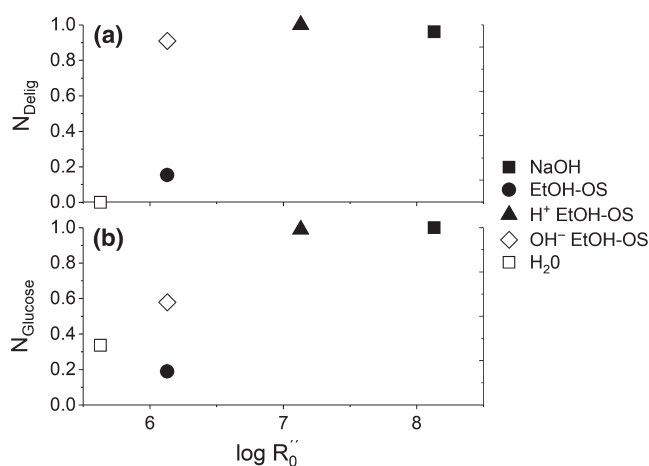 (a)
N_Delig
1.0
0.8
0.6
0.4
0.2
0.0
(b)
N_Glucose
1.0
0.8
0.6
0.4
0.2
0.0
6 7 8
log R₀′′
NaOH
EtOH-OS
H⁺ EtOH-OS
OH⁻ EtOH-OS
H₂0